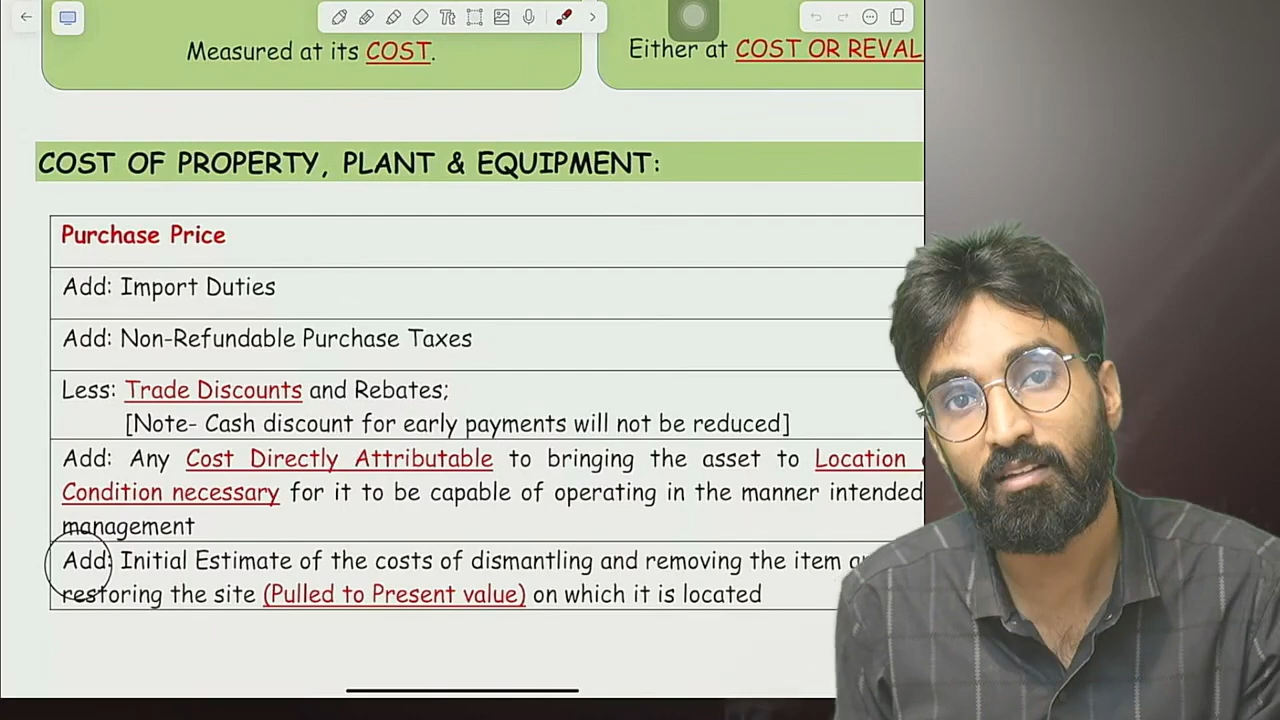 Measured at its COST.
Either at COST OR REVAL
COST OF PROPERTY, PLANT & EQUIPMENT:
Purchase Price
Add: Import Duties
Add: Non-Refundable Purchase Taxes
Less: Trade Discounts and Rebates;
[Note- Cash discount for early payments will not be reduced]
Add: Any Cost Directly Attributable to bringing the asset to Location
Condition necessary for it to be capable of operating in the manner intended
management
Add: Initial Estimate of the costs of dismantling and removing the item
restoring the site (Pulled to Present value) on which it is located